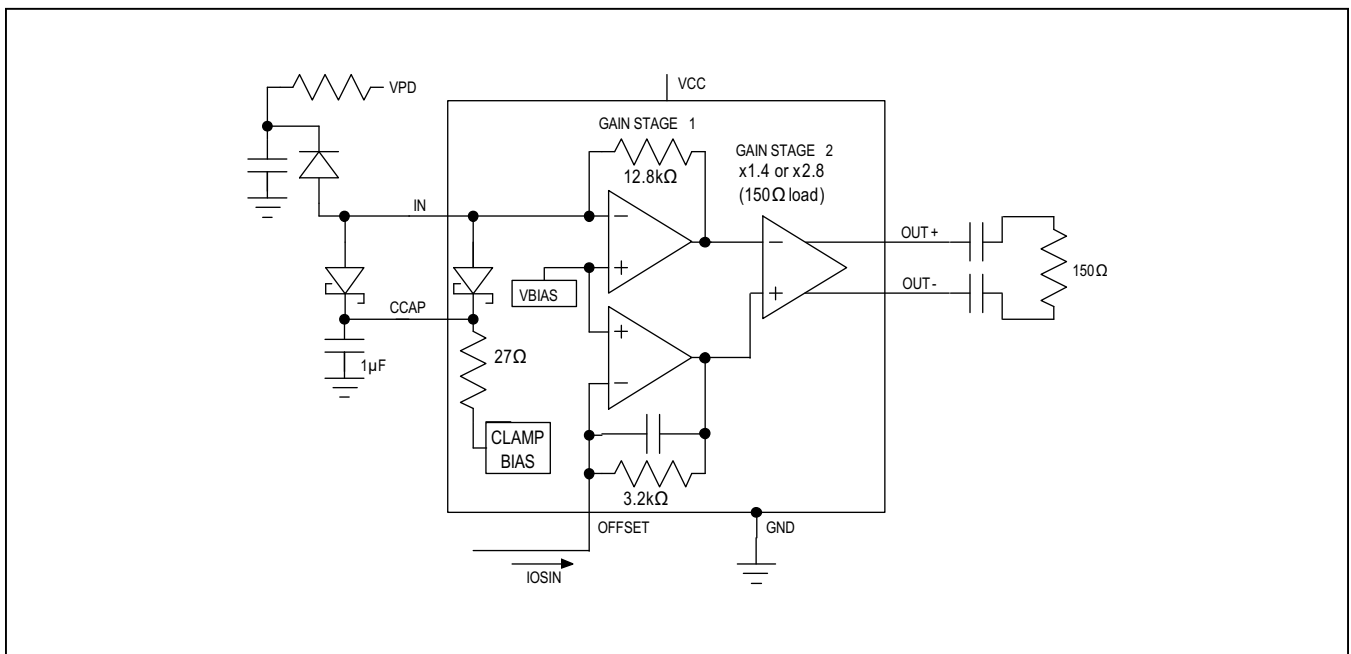 VPD
VCC
GAIN STAGE 1
12.8kΩ
GAIN STAGE 2
x1.4 or x2.8
(150Ω load)
IN
-
+
VBIAS
-
+
OUT+
OUT-
150Ω
CCAP
1µF
27Ω
+
-
CLAMP
BIAS
3.2kΩ
OFFSET
GND
IOSIN